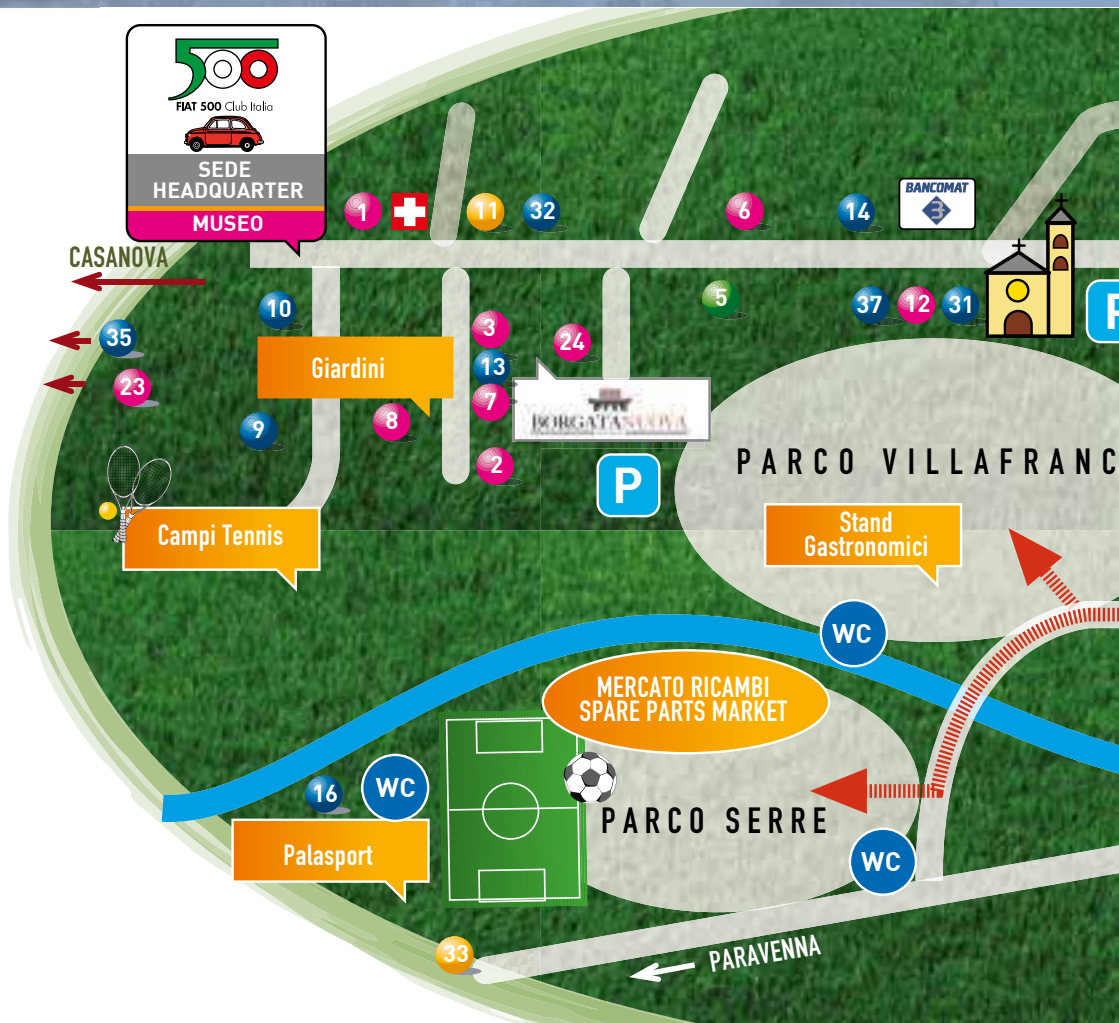 500
FIAT 500 Club Italia
SEDE
HEADQUARTER
MUSEO
1
11
32
6
14
BANCOMAT
CASANOVA
10
35
23
3
13
24
5
37
12
31
P
Giardini
7
8
9
2
BORGATANUOVA
P
PARCO VILLAFRANC
Campi Tennis
Stand
Gastronomici
WC
MERCATO RICAMBI
SPARE PARTS MARKET
16
WC
PARCO SERRE
Palasport
WC
33
PARAVENNA